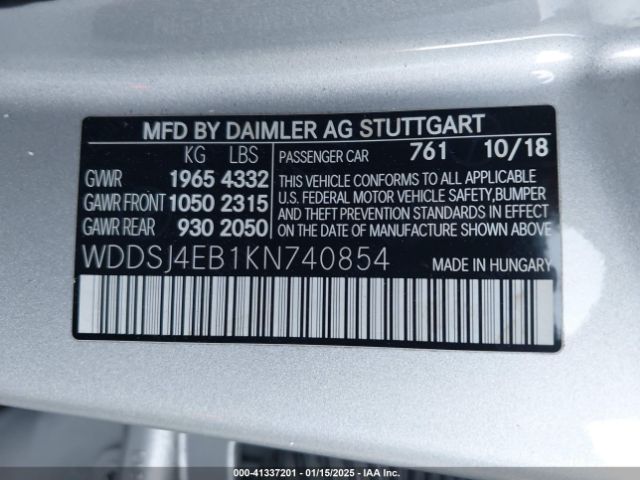 MFD BY DAIMLER AG STUTTGART
KG LBS
GVWR 1965 4332
GAWR FRONT 1050 2315
GAWR REAR 930 2050
PASSENGER CAR 761 10/18
THIS VEHICLE CONFORMS TO ALL APPLICABLE
U.S. FEDERAL MOTOR VEHICLE SAFETY, BUMPER
AND THEFT PREVENTION STANDARDS IN EFFECT
ON THE DATE OF MANUFACTURE SHOWN ABOVE.
WDDSJ4EB1KN740854 MADE IN HUNGARY
000-41337201 - 01/15/2025 - IAA Inc.